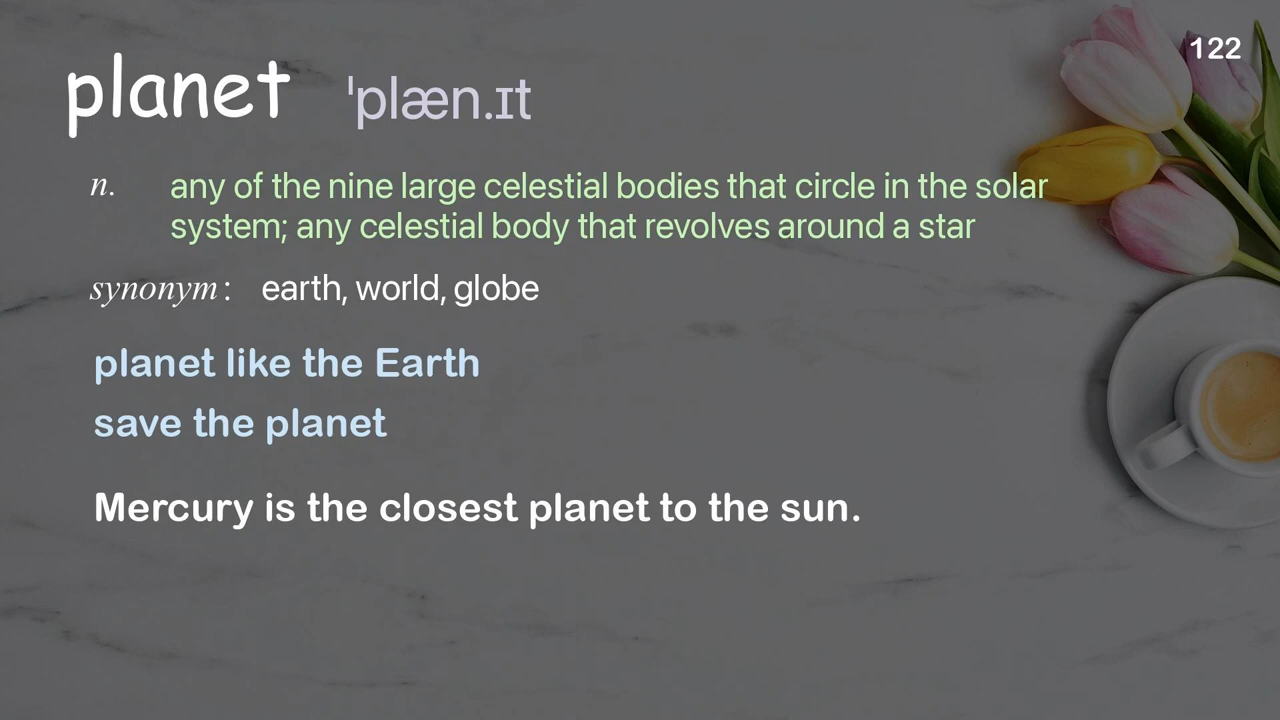 122
planet ˈplæn.ɪt
n. any of the nine large celestial bodies that circle in the solar
system; any celestial body that revolves around a star
synonym: earth, world, globe
planet like the Earth
save the planet
Mercury is the closest planet to the sun.